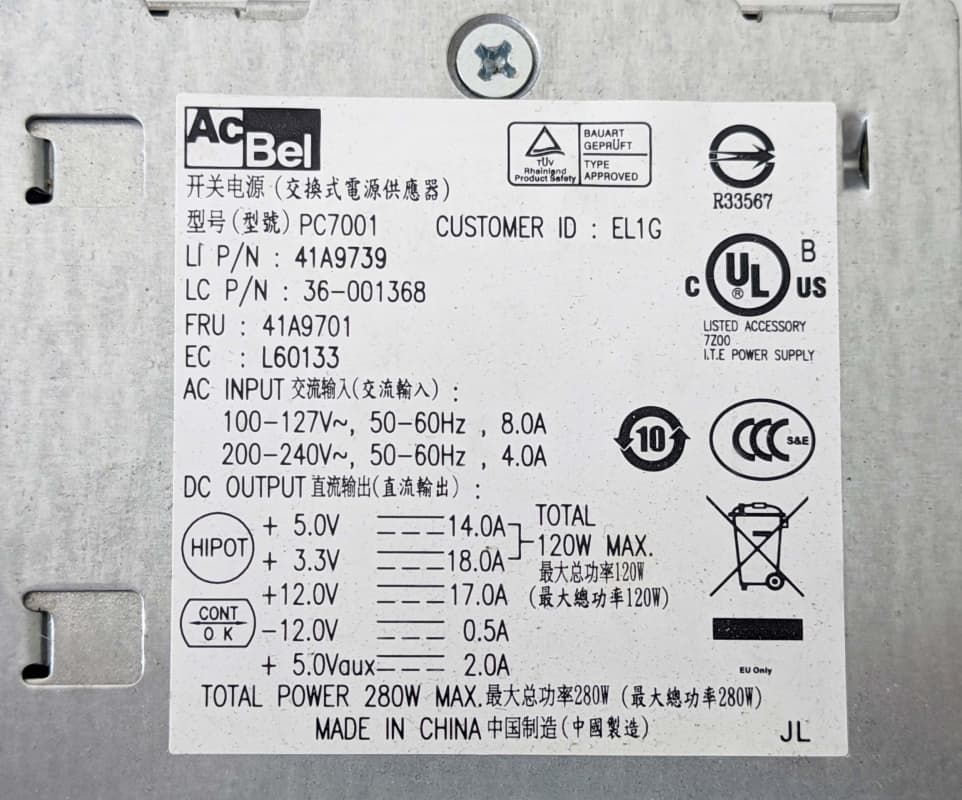 AcBel
开关电源 (交換式電源供應器)
型号(型號) PC7001 CUSTOMER ID : EL1G
LI P/N : 41A9739
LC P/N : 36-001368
FRU : 41A9701
EC : L60133
AC INPUT 交流输入(交流輸入) :
100-127V~, 50-60Hz , 8.0A
200-240V~, 50-60Hz , 4.0A
DC OUTPUT 直流输出(直流輸出) :
HIPOT
+ 5.0V 14.0A
+ 3.3V 18.0A
TOTAL
120W MAX.
最大总功率120W
(最大總功率120W)
+12.0V 17.0A
CONT
OK
-12.0V 0.5A
+ 5.0Vaux 2.0A
TOTAL POWER 280W MAX.最大总功率280W (最大總功率280W)
MADE IN CHINA 中国制造(中國製造)
JL
TÜV
Rheinland
Product Safety
BAUART
GEPRÜFT
TYPE
APPROVED
R33567
C UL ® US B
LISTED ACCESSORY
7Z00
I.T.E POWER SUPPLY
10
CCC S&E
EU Only